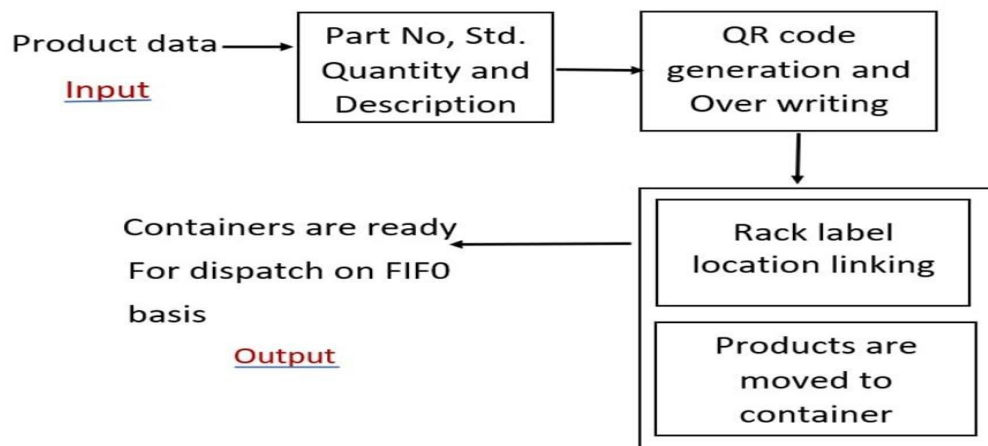 Product data
Input
Part No, Std.
Quantity and
Description
QR code
generation and
Over writing
Rack label
location linking
Products are
moved to
container
Containers are ready
For dispatch on FIF0
basis
Output